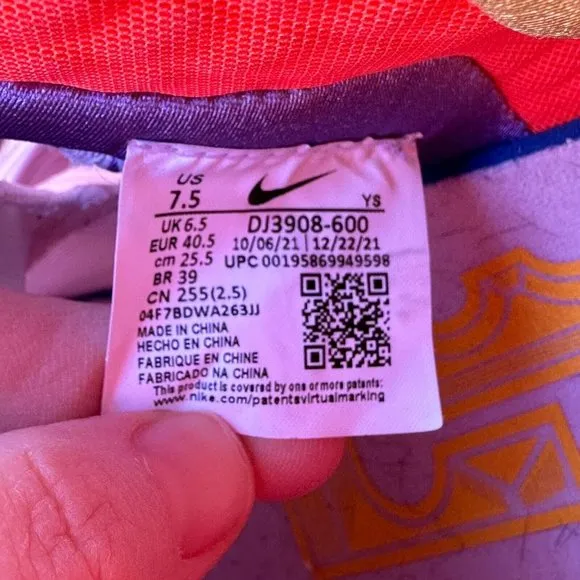 US
7.5 YS
UK 6.5 DJ3908-600
EUR 40.5 10/06/21 12/22/21
cm 25.5 UPC 00195869949598
BR 39
CN 255(2.5)
04F7BDWA263JJ
MADE IN CHINA
HECHO EN CHINA
FABRIQUE EN CHINE
FABRICADO NA CHINA
This product is covered by one or more patents:
www.nike.com/patentsvirtualmarking